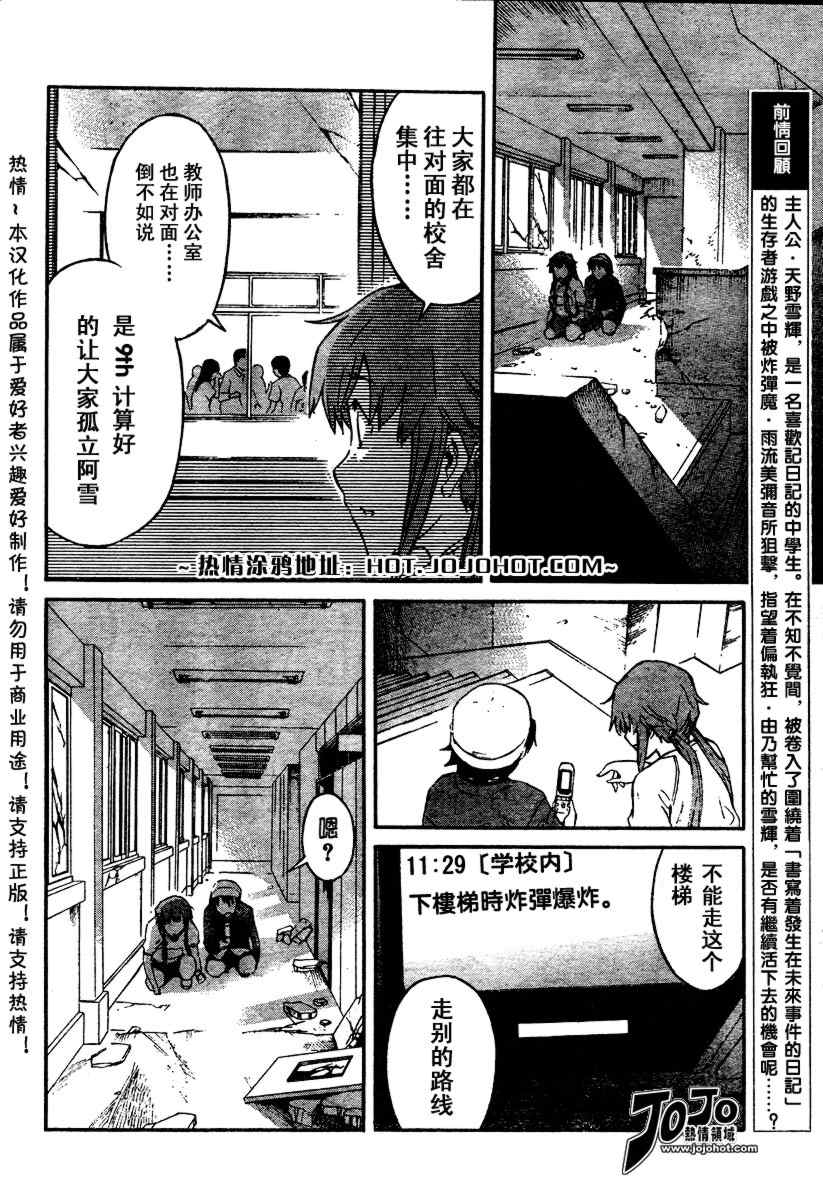 前情回顧
主人公·天野雪輝，是一名喜歡記日記的中學生。在不知不覺間，被卷入了圍繞着「書寫着發生在未來事件的日記」
的生存者游戲之中被炸彈魔·雨流美彌音所狙擊，指望着偏執狂·由乃幫忙的雪輝，是否有繼續活下去的機會呢……？
大家都在
往对面的校舍
集中……
教师办公室
也在对面……
倒不如说
是 9th 计算好
的让大家孤立阿雪
~热情涂鸦地址：HOT.JOJOHOT.COM~
11:29〔学校内〕
下樓梯時炸彈爆炸。
不能走这个
楼梯
走别的路线
嗯？
热情~本汉化作品属于爱好者兴趣爱好制作！请勿用于商业用途！请支持正版！请支持热情！
JOJO
熱情領域
www.jojohot.com